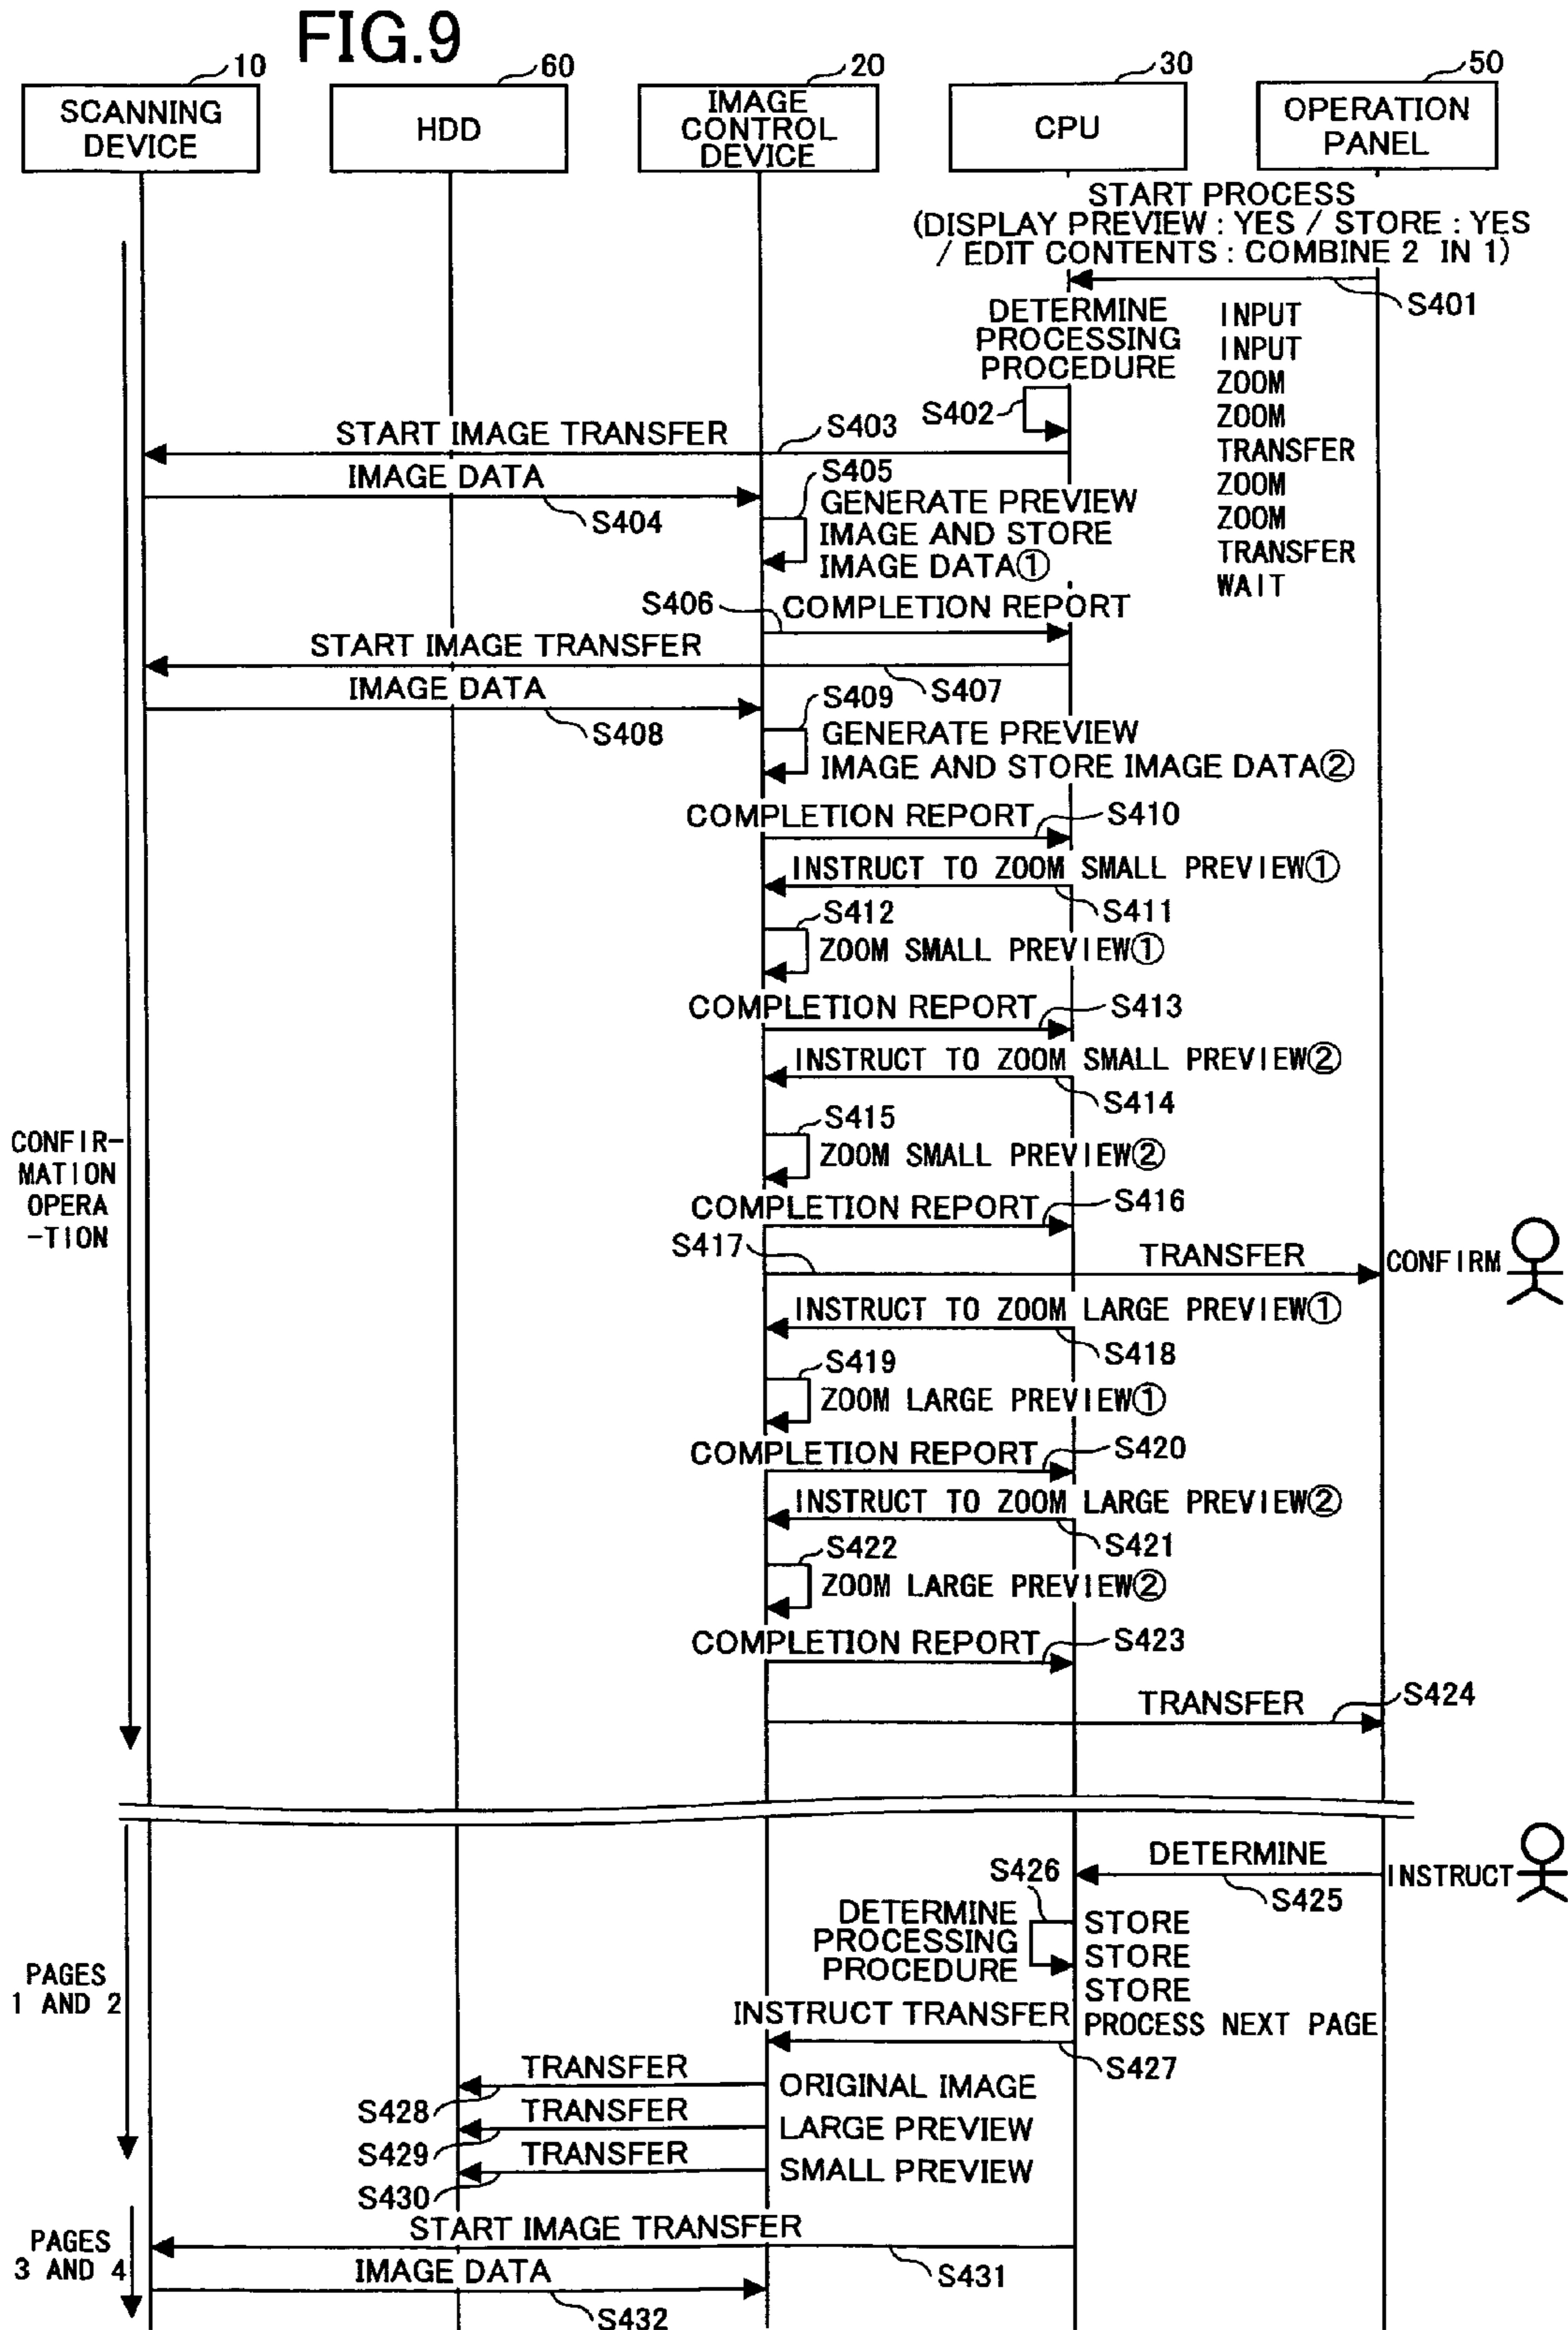 FIG.9
10
60
20
30
50
SCANNING
DEVICE
HDD
IMAGE
CONTROL
DEVICE
CPU
OPERATION
PANEL
START PROCESS
(DISPLAY PREVIEW : YES / STORE : YES
/ EDIT CONTENTS : COMBINE 2 IN 1)
S401
DETERMINE
PROCESSING
PROCEDURE
S402
INPUT
INPUT
ZOOM
ZOOM
TRANSFER
ZOOM
ZOOM
TRANSFER
WAIT
START IMAGE TRANSFER
S403
IMAGE DATA
S404
S405
GENERATE PREVIEW
IMAGE AND STORE
IMAGE DATA①
S406
COMPLETION REPORT
START IMAGE TRANSFER
S407
IMAGE DATA
S408
S409
GENERATE PREVIEW
IMAGE AND STORE IMAGE DATA②
COMPLETION REPORT
S410
INSTRUCT TO ZOOM SMALL PREVIEW①
S411
S412
ZOOM SMALL PREVIEW①
COMPLETION REPORT
S413
INSTRUCT TO ZOOM SMALL PREVIEW②
S414
S415
ZOOM SMALL PREVIEW②
CONFIR-
MATION
OPERA
-TION
COMPLETION REPORT
S416
S417
TRANSFER
CONFIRM
INSTRUCT TO ZOOM LARGE PREVIEW①
S418
S419
ZOOM LARGE PREVIEW①
COMPLETION REPORT
S420
INSTRUCT TO ZOOM LARGE PREVIEW②
S421
S422
ZOOM LARGE PREVIEW②
COMPLETION REPORT
S423
TRANSFER
S424
DETERMINE
INSTRUCT
S425
S426
DETERMINE
PROCESSING
PROCEDURE
STORE
STORE
STORE
PROCESS NEXT PAGE
PAGES
1 AND 2
INSTRUCT TRANSFER
S427
TRANSFER
ORIGINAL IMAGE
S428
TRANSFER
LARGE PREVIEW
S429
TRANSFER
SMALL PREVIEW
S430
PAGES
3 AND 4
START IMAGE TRANSFER
S431
IMAGE DATA
S432